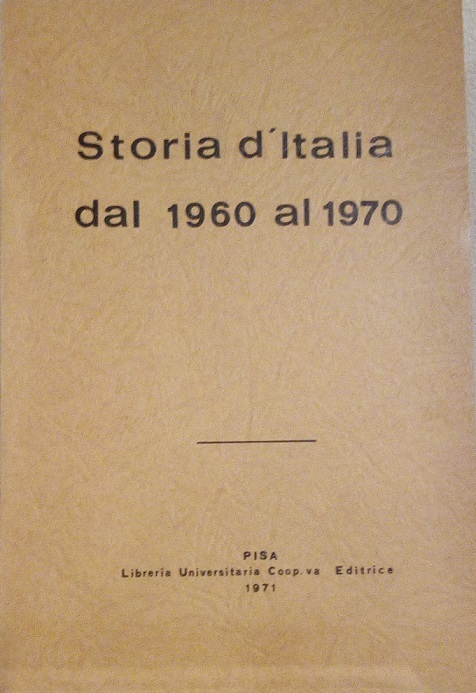 Storia d´Italia
dal 1960 al 1970
PISA
Libreria Universitaria Coop.va Editrice
1971